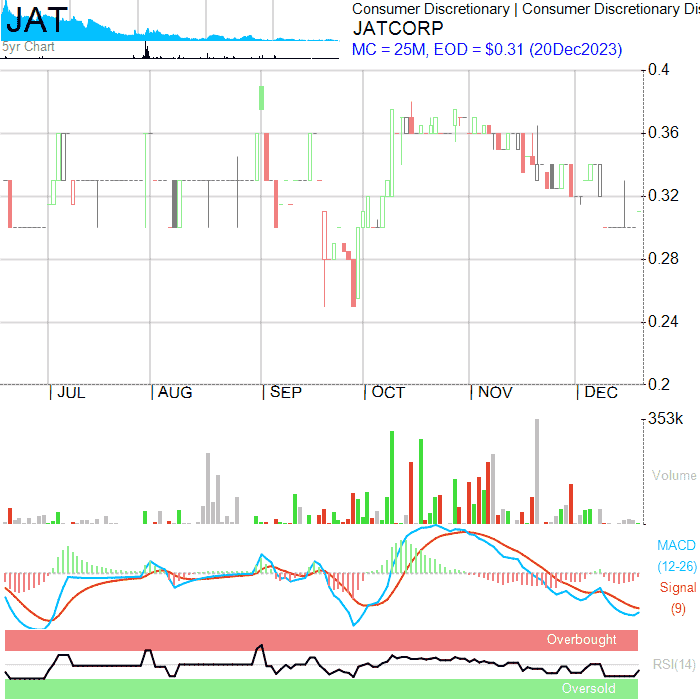 JAT
5yr Chart
Consumer Discretionary | Consumer Discretionary Dis
JATCORP
MC = 25M, EOD = $0.31 (20Dec2023)
0.4
0.36
0.32
0.28
0.24
0.2
| JUL | AUG | SEP | OCT | NOV | DEC
353k
Volume
MACD
(12-26)
Signal
(9)
Overbought
RSI(14)
Oversold